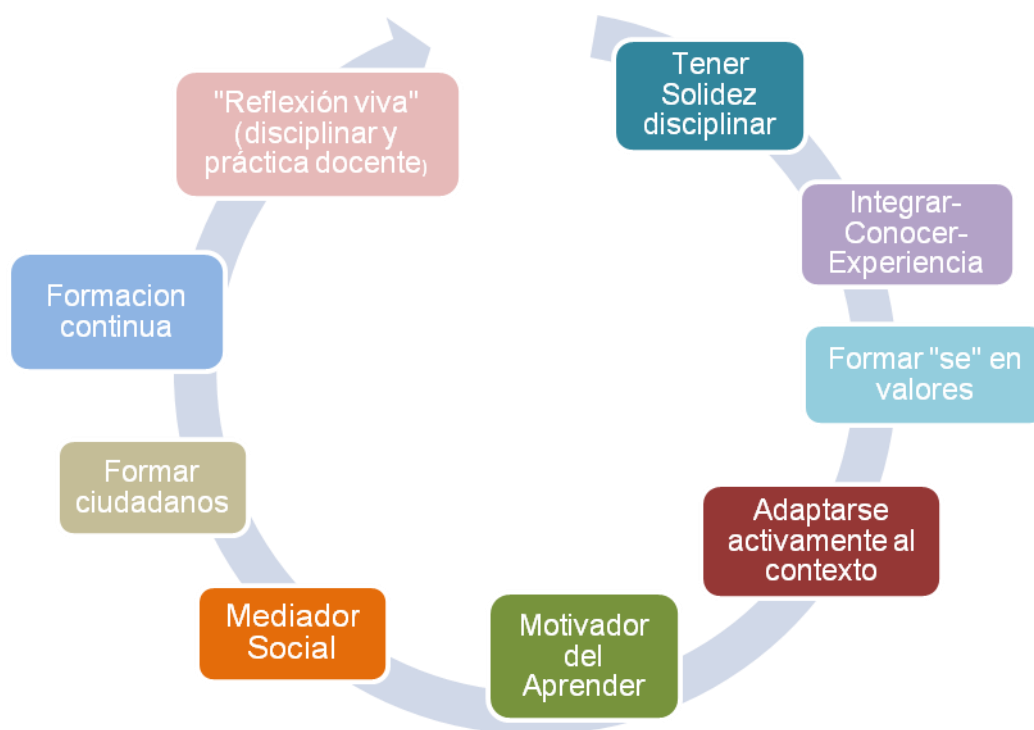 Tener
Solidez
disciplinar
Integrar-
Conocer-
Experiencia
Formar "se" en
valores
Adaptarse
activamente al
contexto
Motivador
del
Aprender
Mediador
Social
Formar
ciudadanos
Formacion
continua
"Reflexión viva"
(disciplinar y
práctica docente)